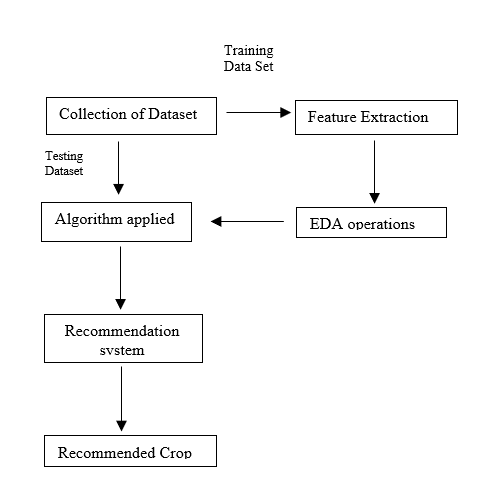 Training
Data Set
Collection of Dataset
Feature Extraction
Testing
Dataset
Algorithm applied
EDA operations
Recommendation
system
Recommended Crop